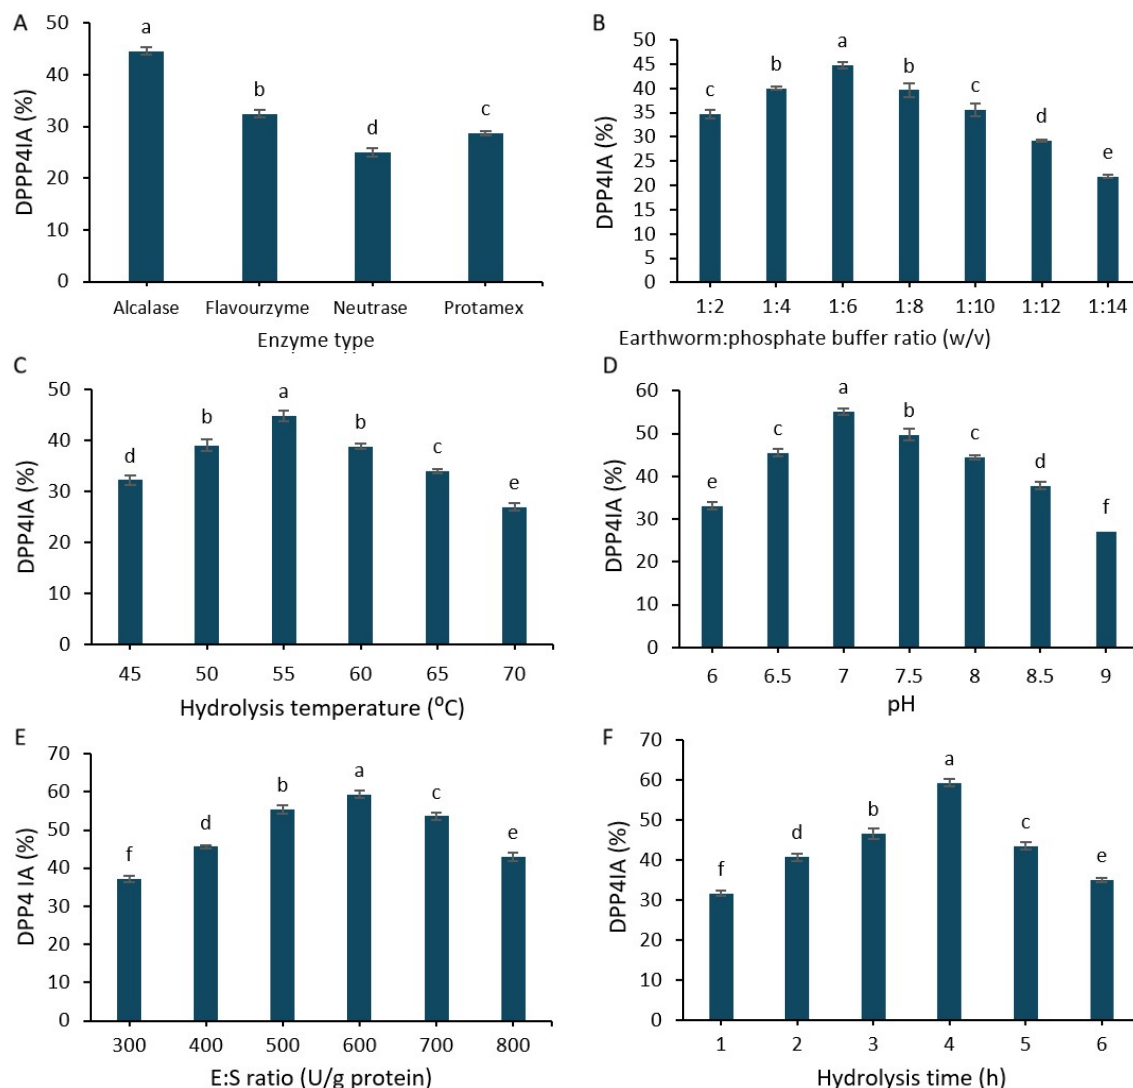 A
DPPP4IA (%)
50
40
30
20
10
0
a
b
d
c
Alcalase Flavourzyme Neutrase Protamex
Enzyme type
B
DPP4IA (%)
50
45
40
35
30
25
20
15
10
5
0
c
b
a
b
c
d
e
1:2 1:4 1:6 1:8 1:10 1:12 1:14
Earthworm:phosphate buffer ratio (w/v)
C
DPP4IA (%)
50
40
30
20
10
0
d
b
a
b
c
e
45 50 55 60 65 70
Hydrolysis temperature (⁰C)
D
DPP4IA (%)
60
50
40
30
20
10
0
e
c
a
b
c
d
f
6 6.5 7 7.5 8 8.5 9
pH
E
DPP4 IA (%)
70
60
50
40
30
20
10
0
f
d
b
a
c
e
300 400 500 600 700 800
E:S ratio (U/g protein)
F
DPP4IA (%)
70
60
50
40
30
20
10
0
f
d
b
a
c
e
1 2 3 4 5 6
Hydrolysis time (h)